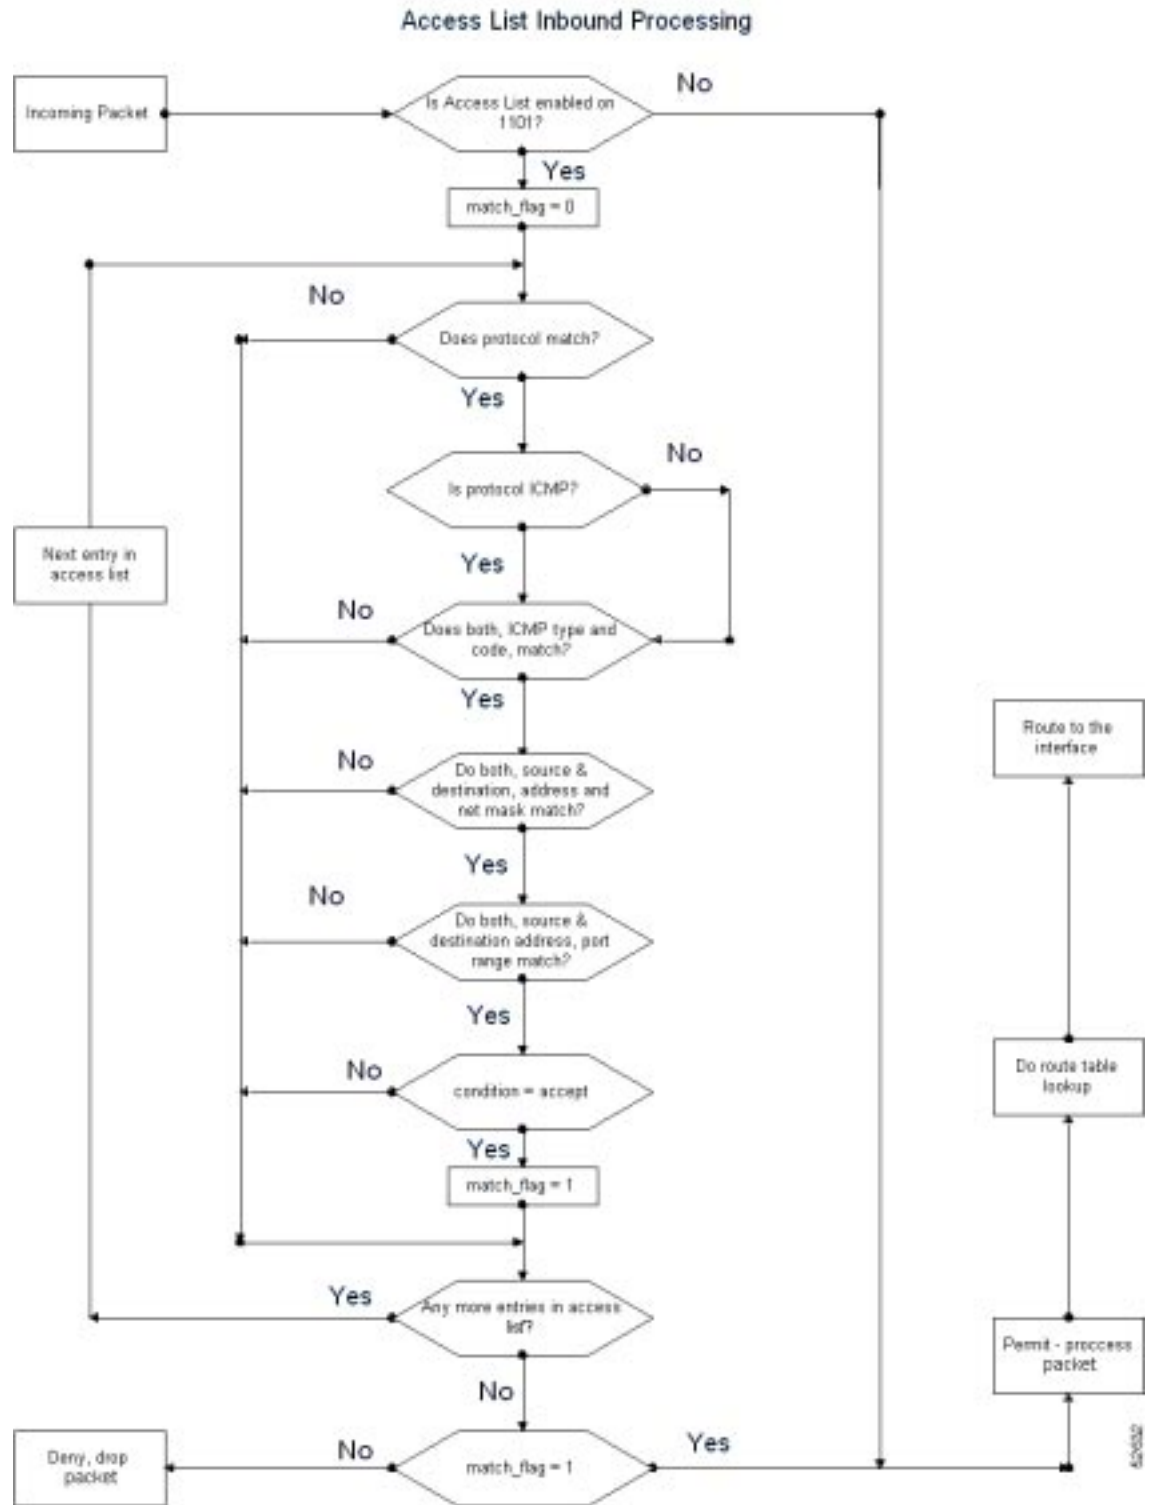 Access List Inbound Processing
Incoming Packet
Is Access List enabled on
1101?
No
Yes
match_flag = 0
No
Does protocol match?
Yes
No
Is protocol ICMP?
Yes
Next entry in
access list
No
Does both, ICMP type and
code, match?
Yes
No
Do both, source &
destination, address and
net mask match?
Yes
No
Do both, source &
destination address, port
range match?
Yes
No
condition = accept
Yes
match_flag = 1
Yes
Any more entries in access
list?
No
Deny, drop
packet
No
match_flag = 1
Yes
Route to the
interface
Do route table
lookup
Permit - proccess
packet
62632